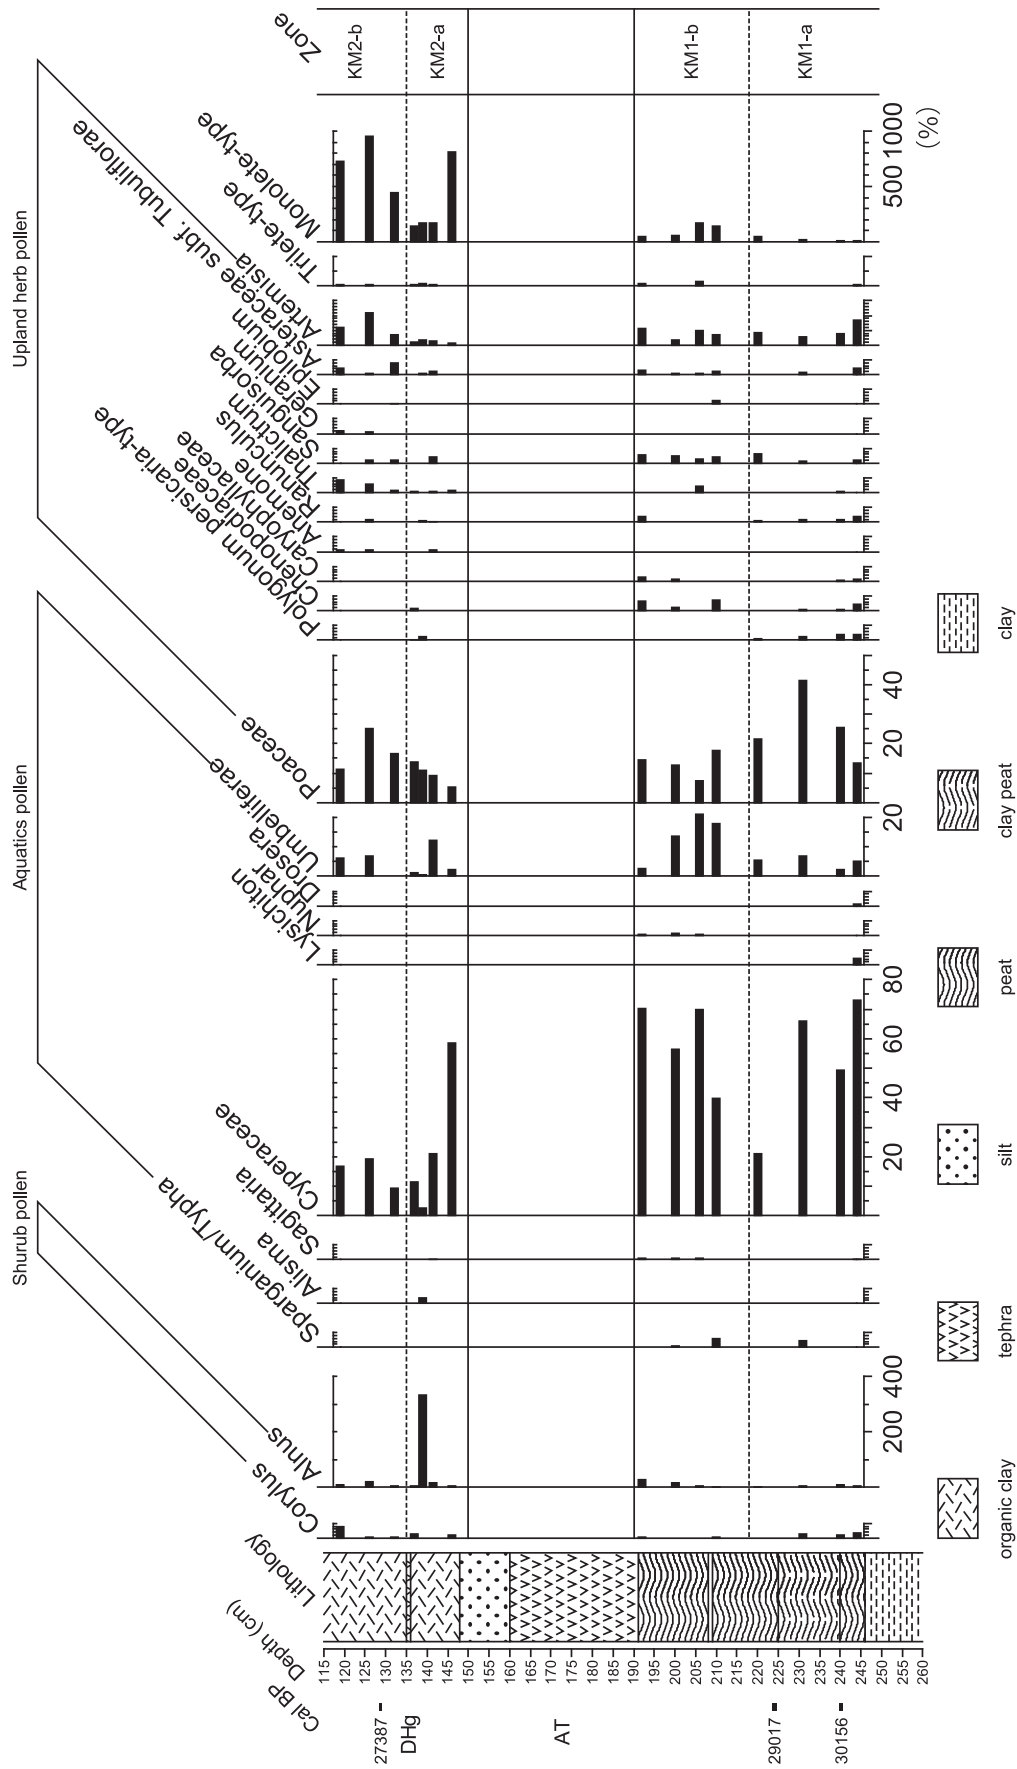 Shurub pollen
Aquatics pollen
Upland herb pollen
Cal BP
Depth (cm)
Lithology
Corylus
Alnus
Sparganium/Typha
Alisma
Sagittaria
Cyperaceae
Lysichiton
Nuphar
Drosera
Umbelliferae
Poaceae
Polygonum persicaria-type
Chenopodiaceae
Caryophyllaceae
Anemone
Ranunculus
Thalictrum
Sanguisorba
Geranium
Epilobium
Asteraceae subf. Tubuliflorae
Artemisia
Trilete-type
Monolete-type
Zone
27387
DHg
AT
29017
30156
115
120
125
130
135
140
145
150
155
160
165
170
175
180
185
190
195
200
205
210
215
220
225
230
235
240
245
250
255
260
KM2-b
KM2-a
KM1-b
KM1-a
200 400
20 40 60 80
20
20 40
500 1000
(%)
organic clay
tephra
silt
peat
clay peat
clay